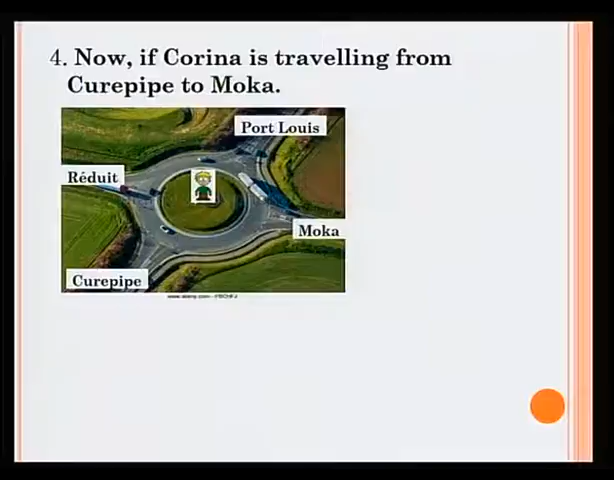 4. Now, if Corina is travelling from
Curepipe to Moka.
Port Louis
Réduit
Moka
Curepipe